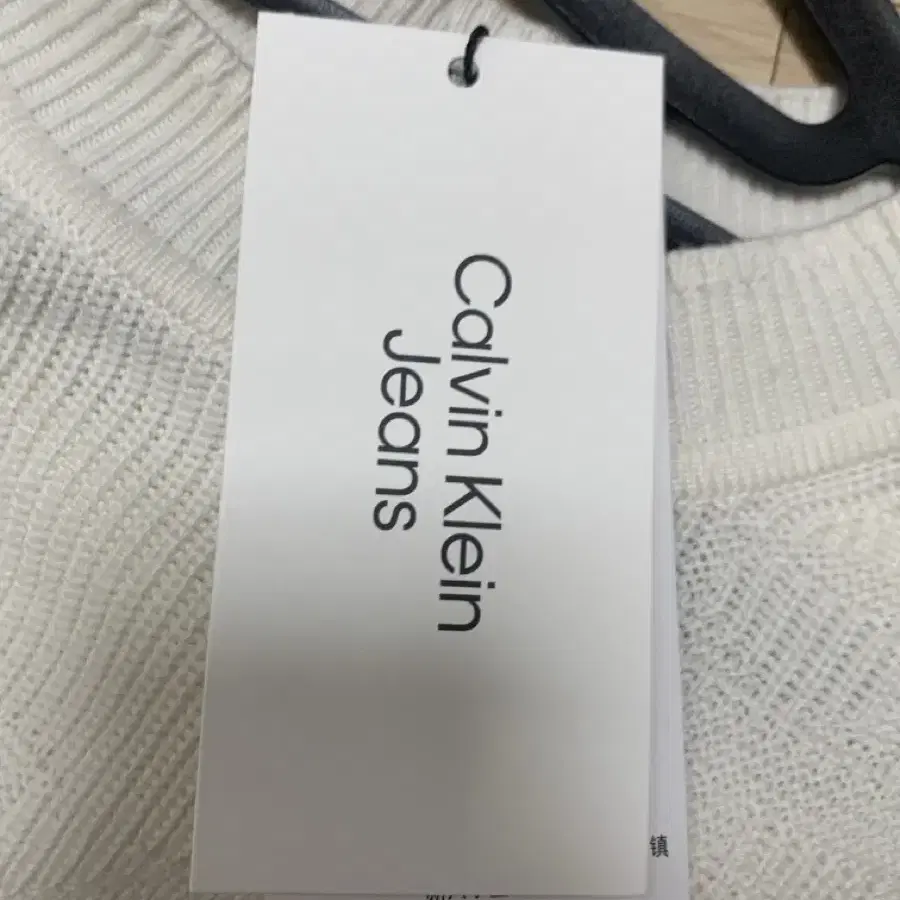 Calvin Klein
Jeans
镇